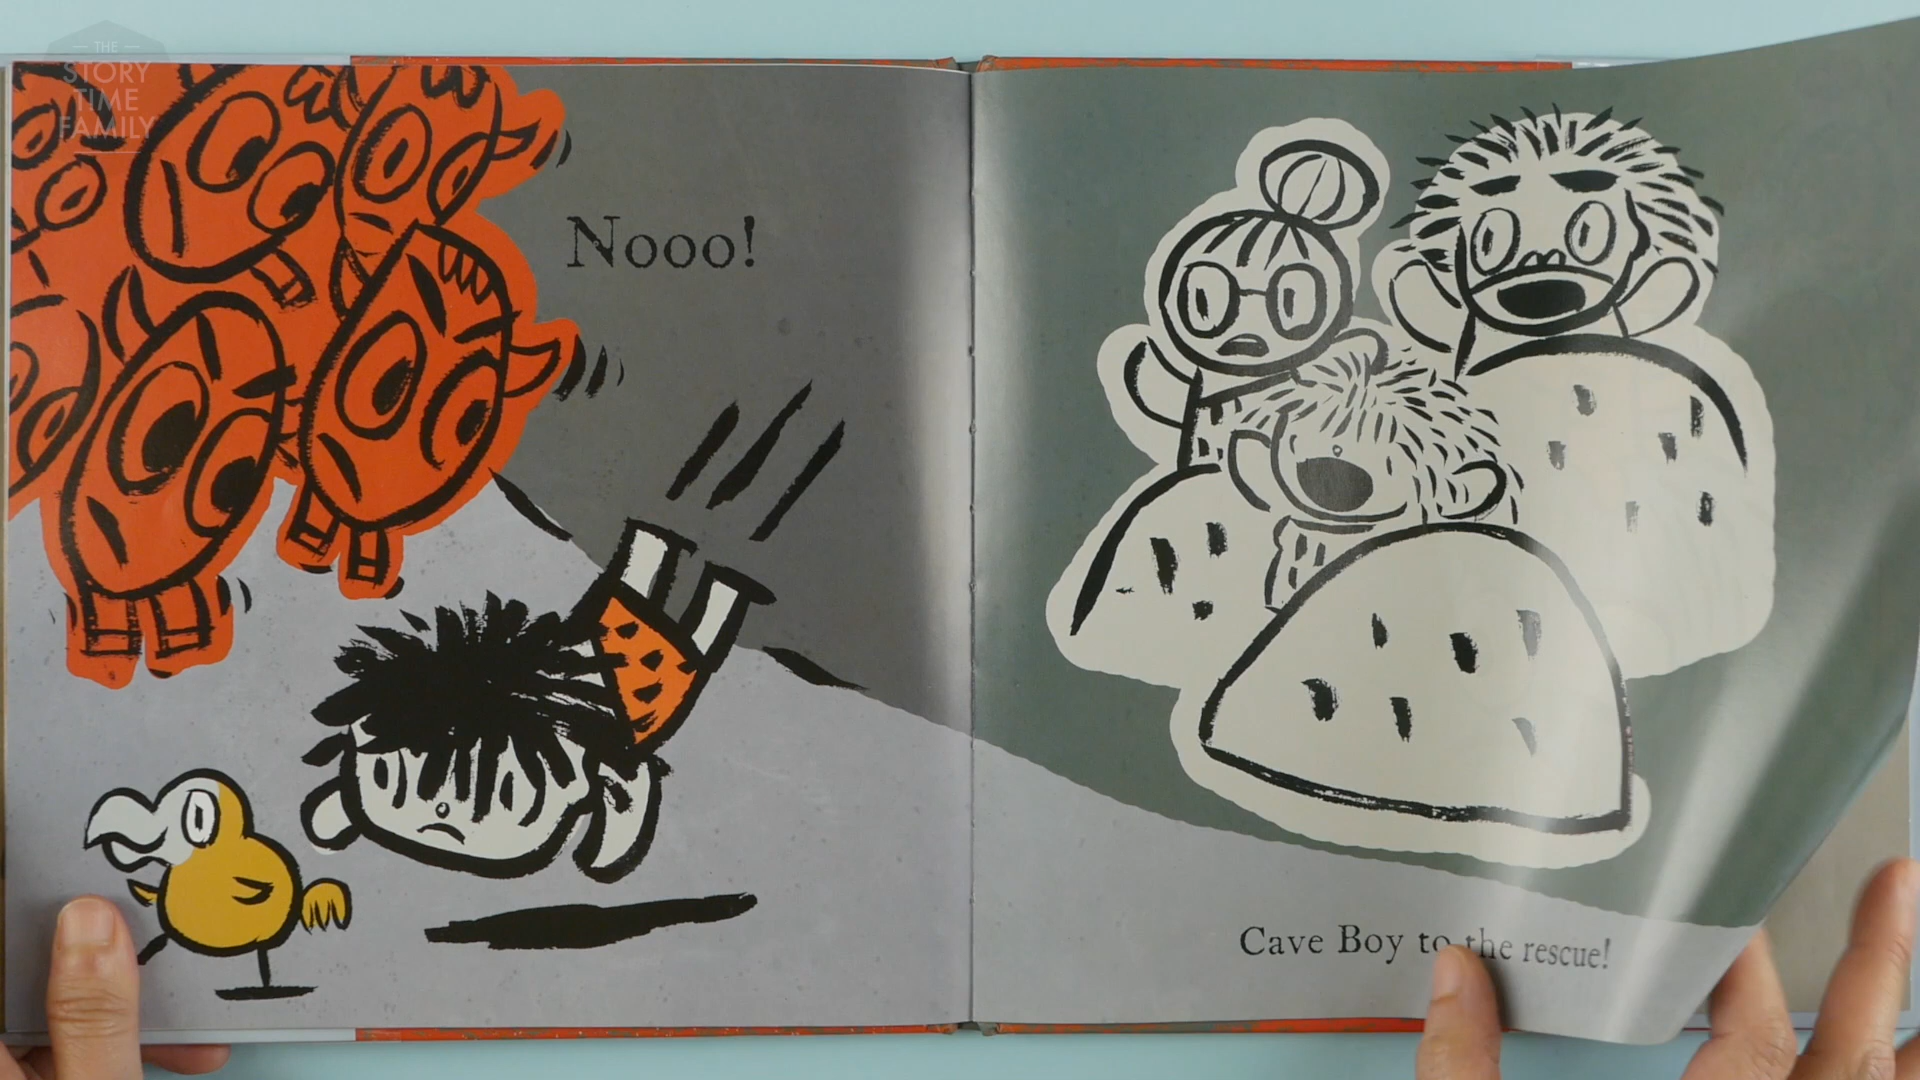 THE
STORY
TIME
FAMILY
Nooo!
Cave Boy to the rescue!